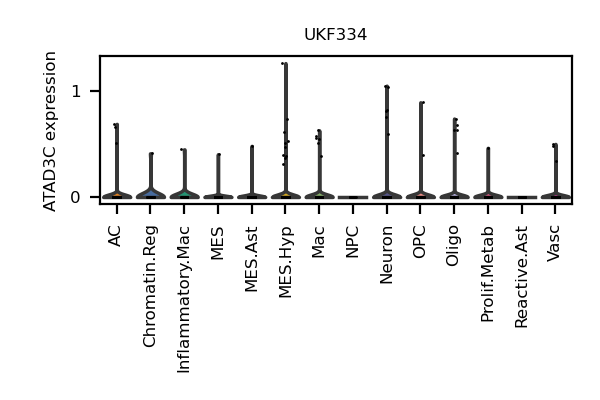 UKF334
ATAD3C expression
1
0
AC
Chromatin.Reg
Inflammatory.Mac
MES
MES.Ast
MES.Hyp
Mac
NPC
Neuron
OPC
Oligo
Prolif.Metab
Reactive.Ast
Vasc